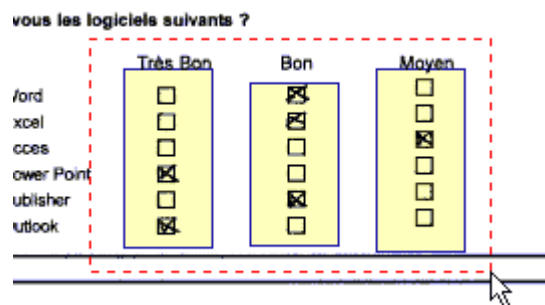 vous les logiciels suivants ?
Très Bon Bon Moyen
Word
xcel
cces
ower Point
ublisher
utlook